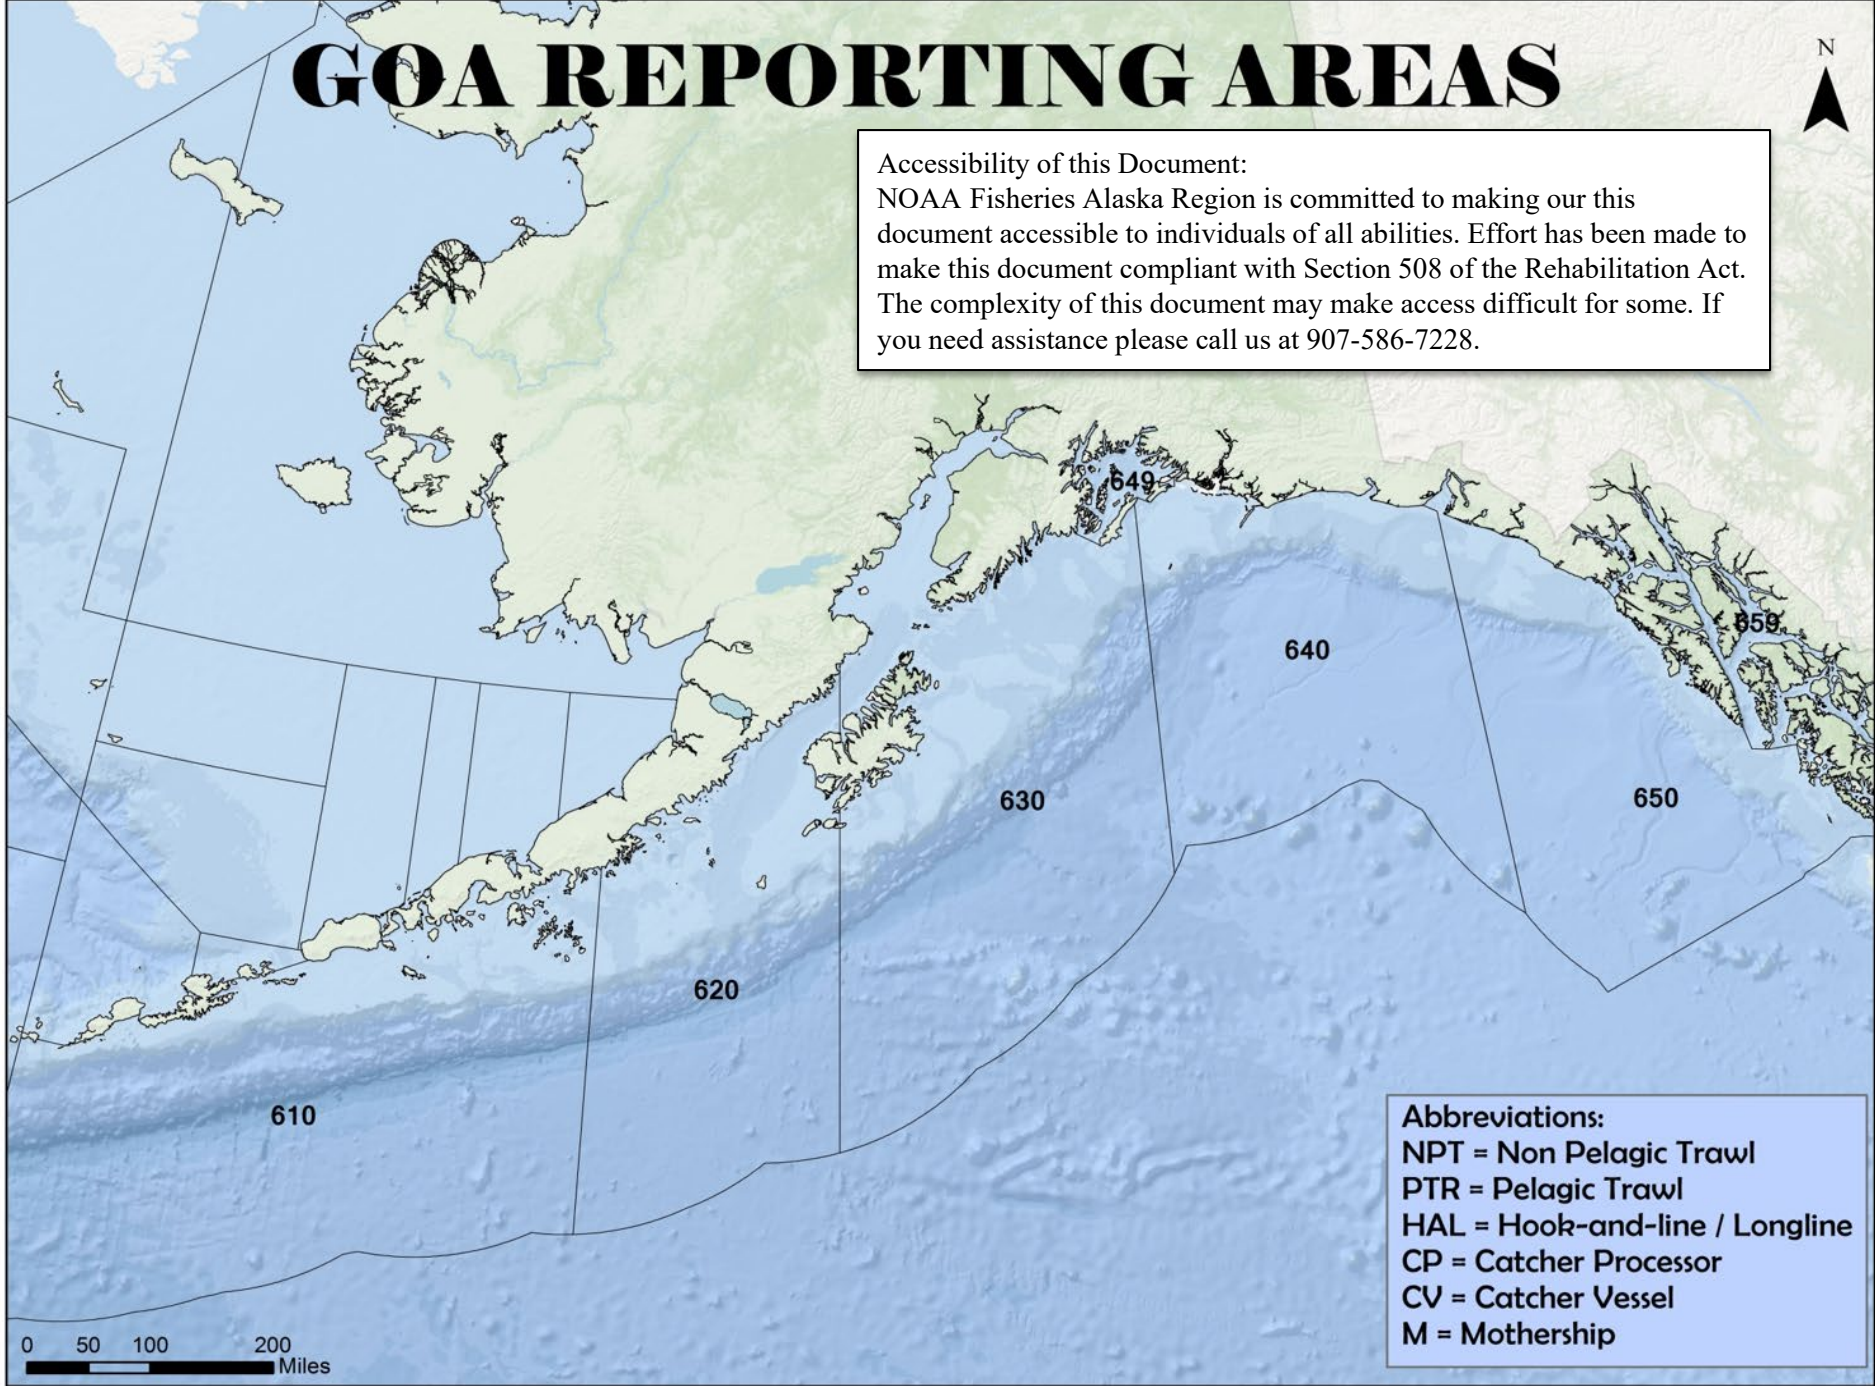 GOA REPORTING AREAS
N
Accessibility of this Document:
NOAA Fisheries Alaska Region is committed to making our this
document accessible to individuals of all abilities. Effort has been made to
make this document compliant with Section 508 of the Rehabilitation Act.
The complexity of this document may make access difficult for some. If
you need assistance please call us at 907-586-7228.
649
659
640
650
630
620
610
Abbreviations:
NPT = Non Pelagic Trawl
PTR = Pelagic Trawl
HAL = Hook-and-line / Longline
CP = Catcher Processor
CV = Catcher Vessel
M = Mothership
0 50 100 200
Miles